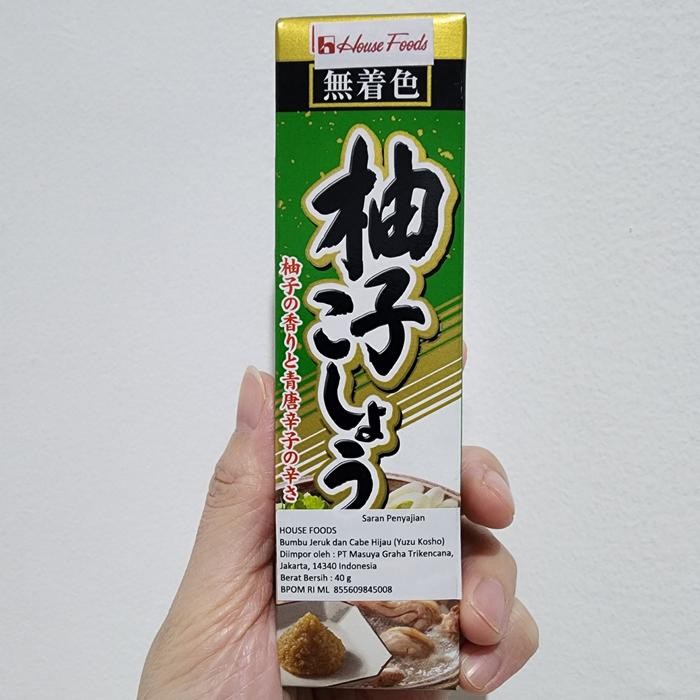 House Foods
無着色
柚子こしょう
柚子の香りと青唐辛子の辛さ
Saran Penyajian
HOUSE FOODS
Bumbu Jeruk dan Cabe Hijau (Yuzu Kosho)
Diimpor oleh : PT Masuya Graha Trikencana,
Jakarta, 14340 Indonesia
Berat Bersih : 40 g
BPOM RI ML 855609845008